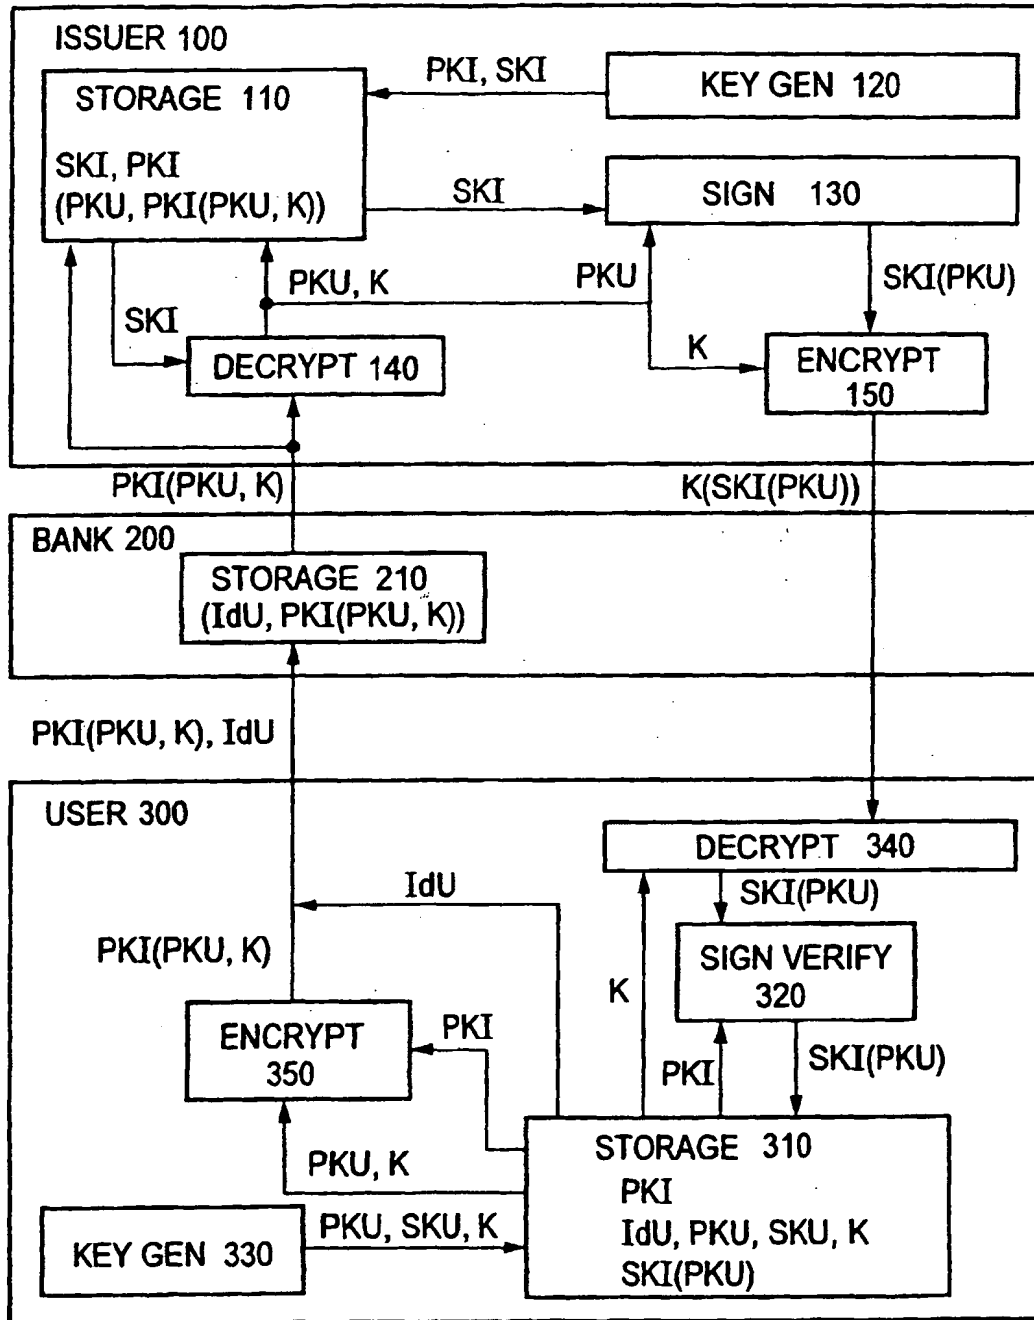 ISSUER 100
STORAGE 110
SKI, PKI
(PKU, PKI(PKU, K))
PKI, SKI
KEY GEN 120
SKI
SIGN 130
PKU, K
PKU
SKI(PKU)
SKI
DECRYPT 140
K
ENCRYPT
150
PKI(PKU, K)
K(SKI(PKU))
BANK 200
STORAGE 210
(IdU, PKI(PKU, K))
PKI(PKU, K), IdU
USER 300
DECRYPT 340
IdU
SKI(PKU)
PKI(PKU, K)
SIGN VERIFY
320
K
ENCRYPT
350
PKI
PKI
SKI(PKU)
PKU, K
STORAGE 310
PKI
IdU, PKU, SKU, K
SKI(PKU)
KEY GEN 330
PKU, SKU, K